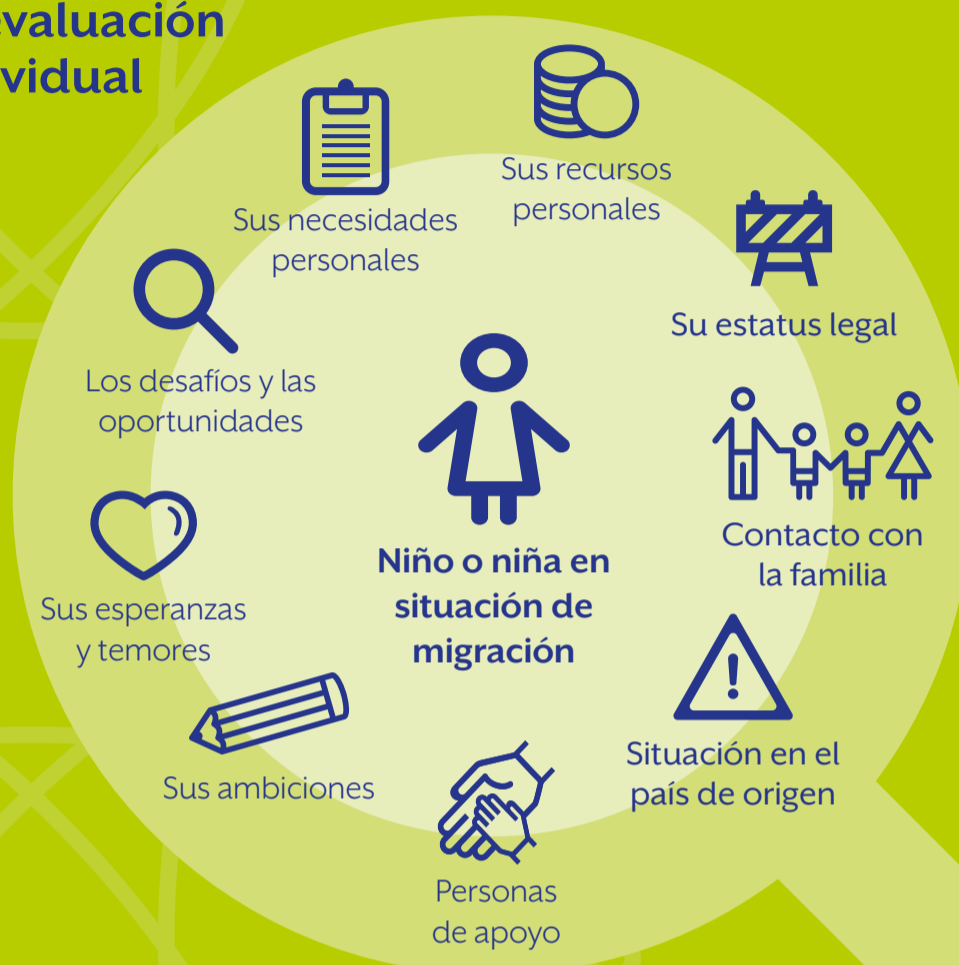 evaluación
vidual
Sus recursos
personales
Sus necesidades
personales
Su estatus legal
Los desafíos y las
oportunidades
Contacto con
la familia
Niño o niña en
situación de
migración
Sus esperanzas
y temores
Situación en el
país de origen
Sus ambiciones
Personas
de apoyo